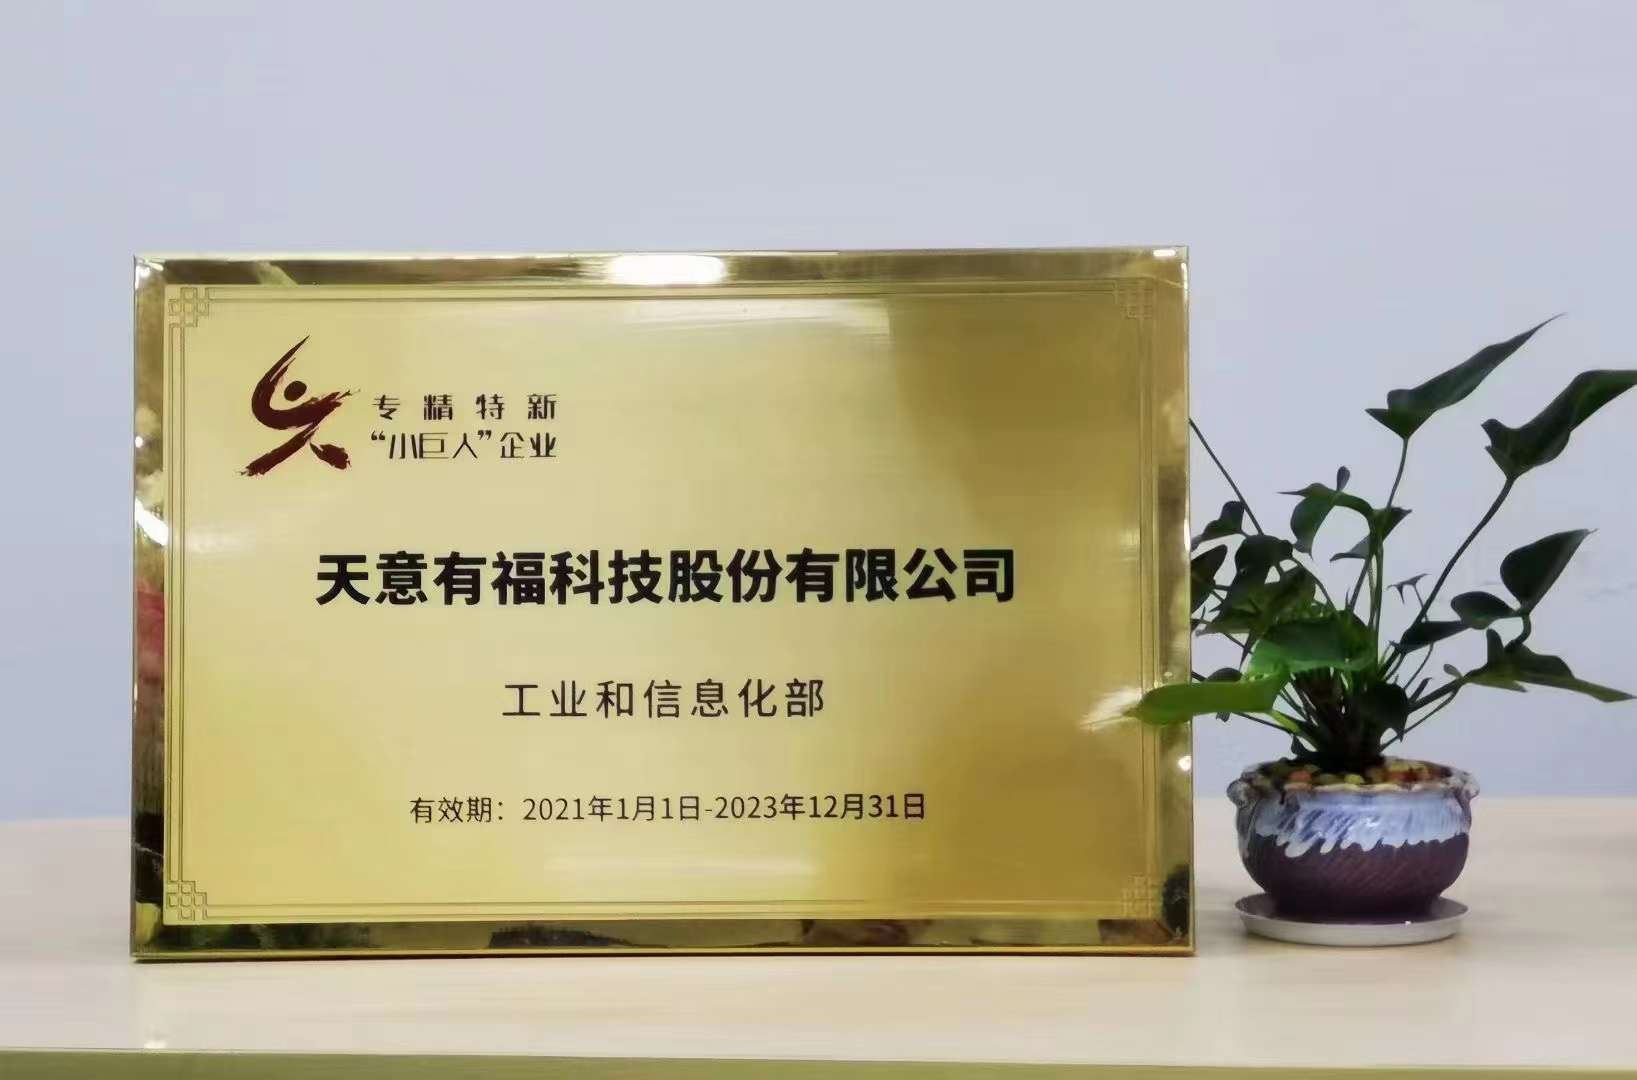 专精特新
“小巨人”企业
天意有福科技股份有限公司
工业和信息化部
有效期：2021年1月1日-2023年12月31日